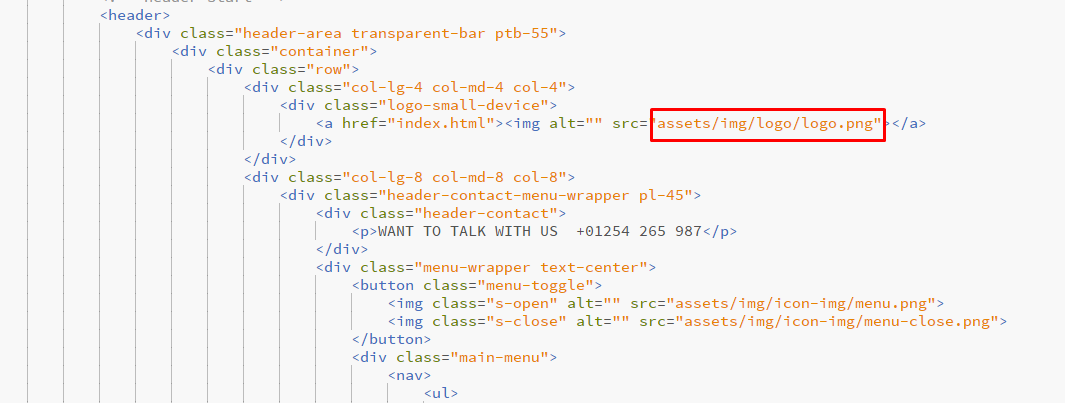 <header>
<div class="header-area transparent-bar ptb-55">
<div class="container">
<div class="row">
<div class="col-lg-4 col-md-4 col-4">
<div class="logo-small-device">
<a href="index.html"><img alt="" src="assets/img/logo/logo.png"></a>
</div>
</div>
<div class="col-lg-8 col-md-8 col-8">
<div class="header-contact-menu-wrapper pl-45">
<div class="header-contact">
<p>WANT TO TALK WITH US  +01254 265 987</p>
</div>
<div class="menu-wrapper text-center">
<button class="menu-toggle">
<img class="s-open" alt="" src="assets/img/icon-img/menu.png">
<img class="s-close" alt="" src="assets/img/icon-img/menu-close.png">
</button>
<div class="main-menu">
<nav>
<ul>